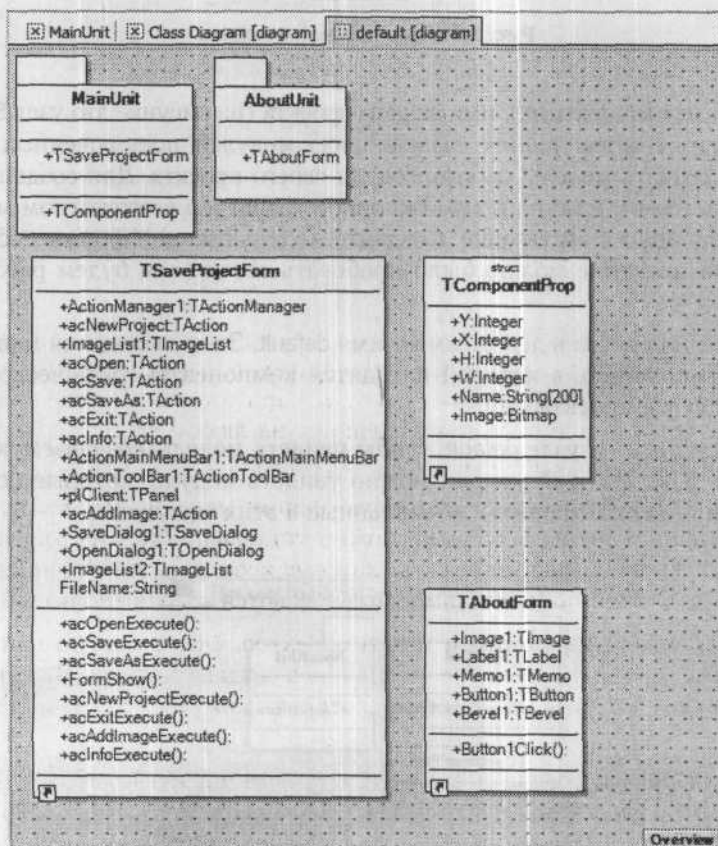 MainUnit
Class Diagram [diagram]
default [diagram]
MainUnit
+TSaveProjectForm
+TComponentProp
AboutUnit
+TAboutForm
TSaveProjectForm
+ActionManager1:TActionManager
+acNewProject:TAction
+ImageList1:TImageList
+acOpen:TAction
+acSave:TAction
+acSaveAs:TAction
+acExit:TAction
+acInfo:TAction
+ActionMainMenuBar1:TActionMainMenuBar
+ActionToolBar1:TActionToolBar
+plClient:TPanel
+acAddImage:TAction
+SaveDialog1:TSaveDialog
+OpenDialog1:TOpenDialog
+ImageList2:TImageList
FileName:String
+acOpenExecute():
+acSaveExecute():
+acSaveAsExecute():
+FormShow():
+acNewProjectExecute():
+acExitExecute():
+acAddImageExecute():
+acInfoExecute():
struct
TComponentProp
+Y:Integer
+X:Integer
+H:Integer
+W:Integer
+Name:String[200]
+Image:Bitmap
TAboutForm
+Image1:TImage
+Label1:TLabel
+Memo1:TMemo
+Button1:TButton
+Bevel1:TBevel
+Button1Click():
Overview